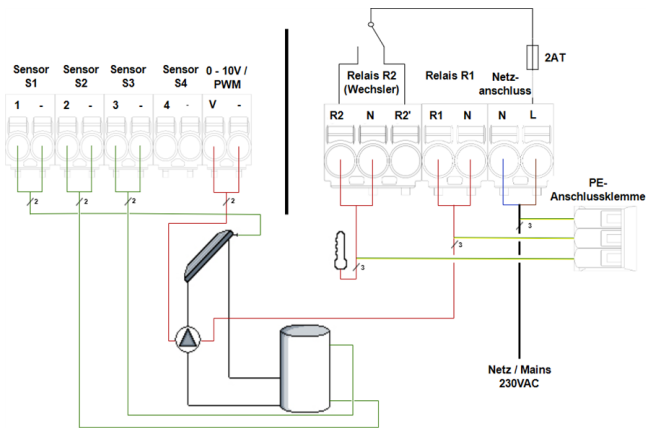 Sensor S1
Sensor S2
Sensor S3
Sensor S4
0 - 10V / PWM
1 -
2 -
3 -
4 -
V -
2
2
2
2
2AT
Relais R2 (Wechsler)
Relais R1
Netz-
anschluss
R2 N R2'
R1 N
N L
PE-
Anschlussklemme
3
3
3
Netz / Mains
230VAC